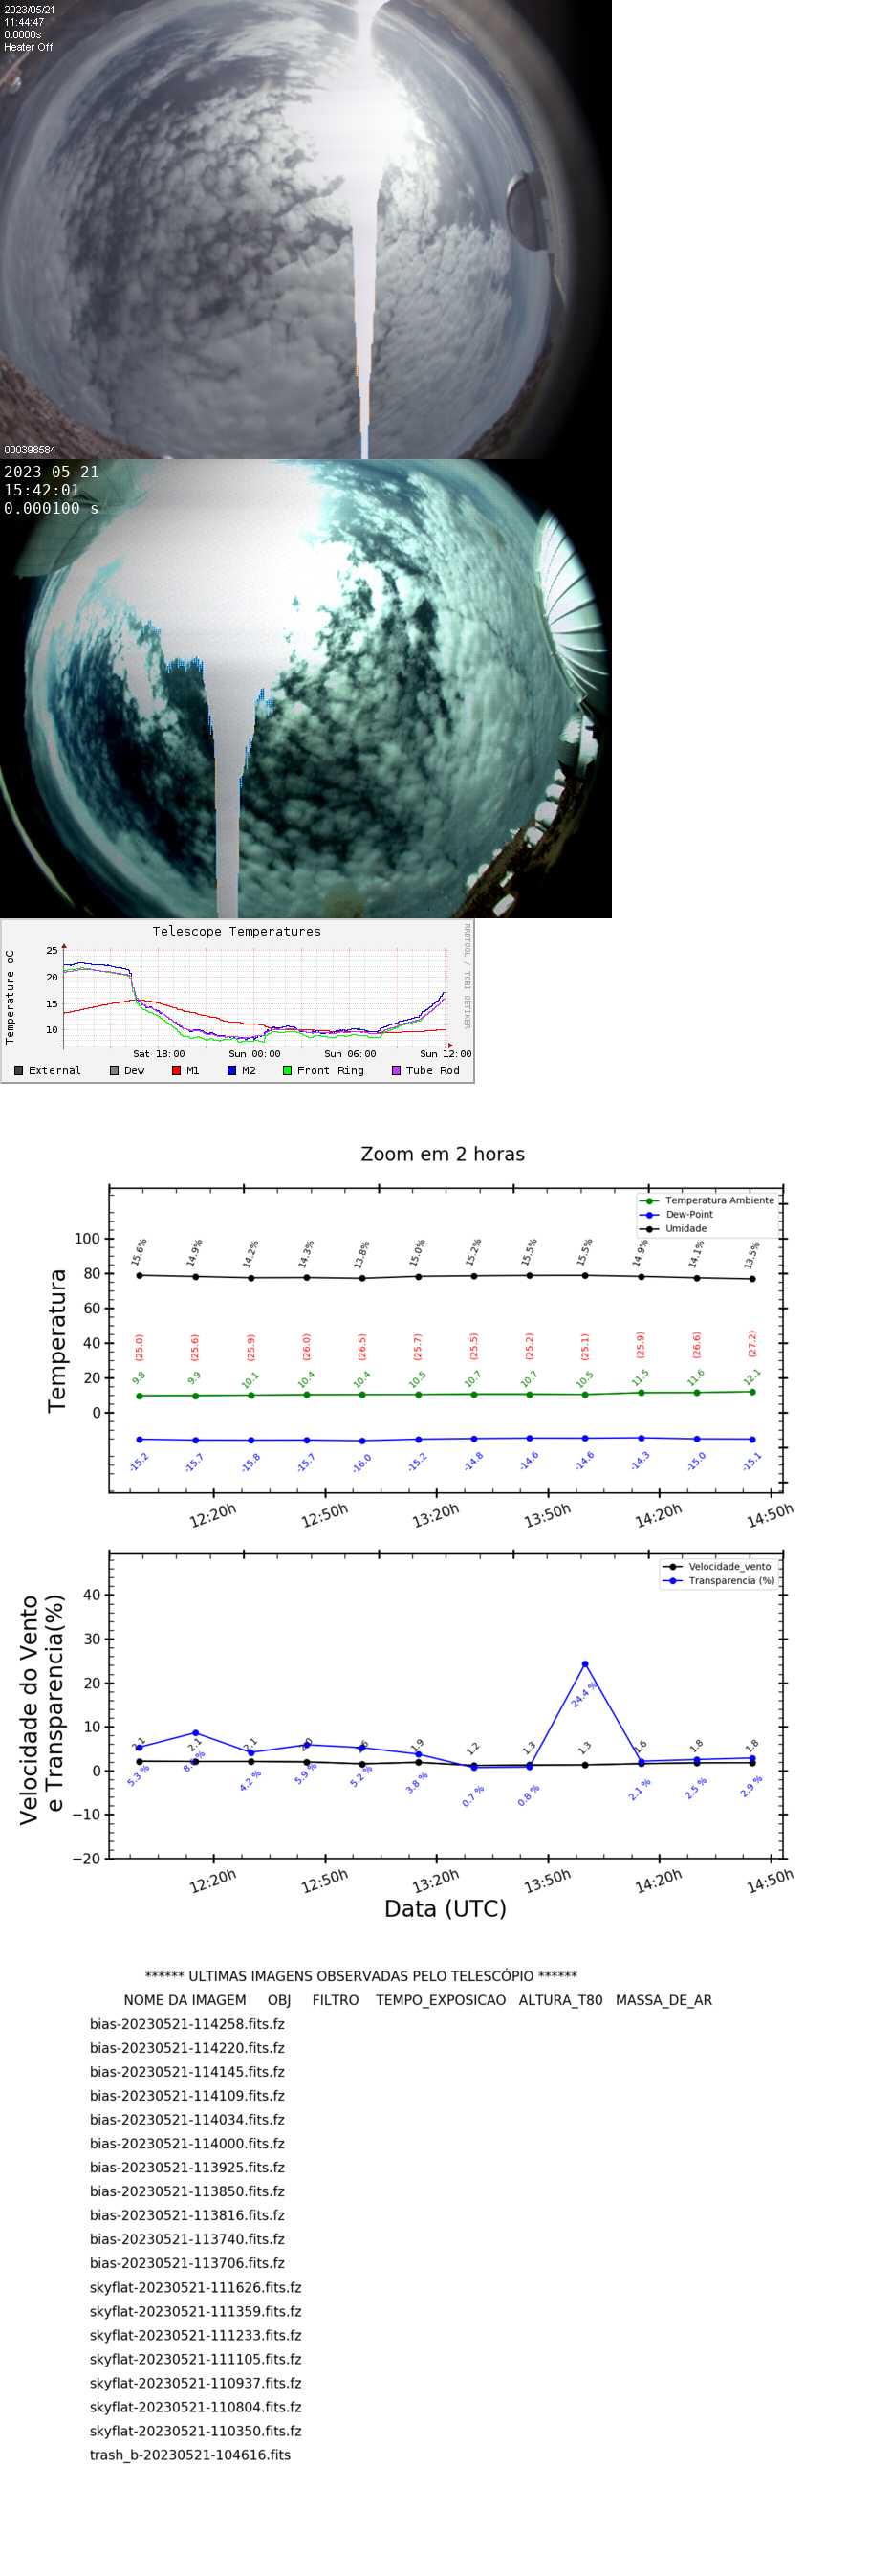 2023/05/21
11:44:47
0.0000s
Heater Off
000398584
2023-05-21
15:42:01
0.000100 s
Telescope Temperatures
RRDTOOL / TOBI OETIKER
Temperature oC
25
20
15
10
Sat 18:00 Sun 00:00 Sun 06:00 Sun 12:00
External Dew M1 M2 Front Ring Tube Rod
Zoom em 2 horas
Temperatura Ambiente
Dew-Point
Umidade
Temperatura
100
80
60
40
20
0
15.6% 14.9% 14.2% 14.3% 13.8% 15.0% 15.2% 15.5% 15.5% 14.9% 14.1% 13.5%
(25.0) (25.6) (25.9) (26.0) (26.5) (25.7) (25.5) (25.2) (25.1) (25.9) (26.6) (27.2)
9.8 9.9 10.1 10.4 10.4 10.5 10.7 10.7 10.5 11.5 11.6 12.1
-15.2 -15.7 -15.8 -15.7 -16.0 -15.2 -14.8 -14.6 -14.6 -14.3 -15.0 -15.1
12:20h 12:50h 13:20h 13:50h 14:20h 14:50h
Velocidade_vento
Transparencia (%)
Velocidade do Vento
e Transparencia(%)
40
30
20
10
0
−10
−20
2.1 2.1 2.1 1.9 1.2 1.3 1.3 1.6 1.8 1.8
5.3 % 4.2 % 5.9 % 5.2 % 3.8 % 0.7 % 0.8 % 24.4 % 2.1 % 2.5 % 2.9 %
12:20h 12:50h 13:20h 13:50h 14:20h 14:50h
Data (UTC)
****** ULTIMAS IMAGENS OBSERVADAS PELO TELESCÓPIO ******
NOME DA IMAGEM OBJ FILTRO TEMPO_EXPOSICAO ALTURA_T80 MASSA_DE_AR
bias-20230521-114258.fits.fz
bias-20230521-114220.fits.fz
bias-20230521-114145.fits.fz
bias-20230521-114109.fits.fz
bias-20230521-114034.fits.fz
bias-20230521-114000.fits.fz
bias-20230521-113925.fits.fz
bias-20230521-113850.fits.fz
bias-20230521-113816.fits.fz
bias-20230521-113740.fits.fz
bias-20230521-113706.fits.fz
skyflat-20230521-111626.fits.fz
skyflat-20230521-111359.fits.fz
skyflat-20230521-111233.fits.fz
skyflat-20230521-111105.fits.fz
skyflat-20230521-110937.fits.fz
skyflat-20230521-110804.fits.fz
skyflat-20230521-110350.fits.fz
trash_b-20230521-104616.fits